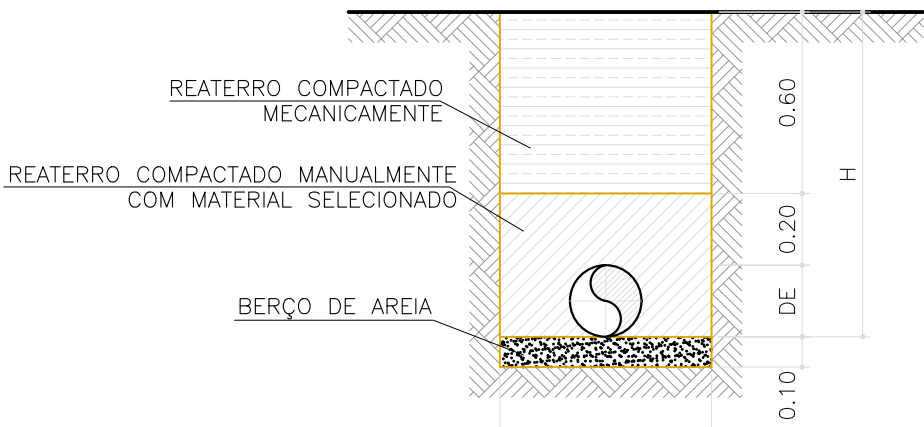 REATERRO COMPACTADO
MECANICAMENTE
REATERRO COMPACTADO MANUALMENTE
COM MATERIAL SELECIONADO
BERÇO DE AREIA
0.60
0.20
DE
0.10
H